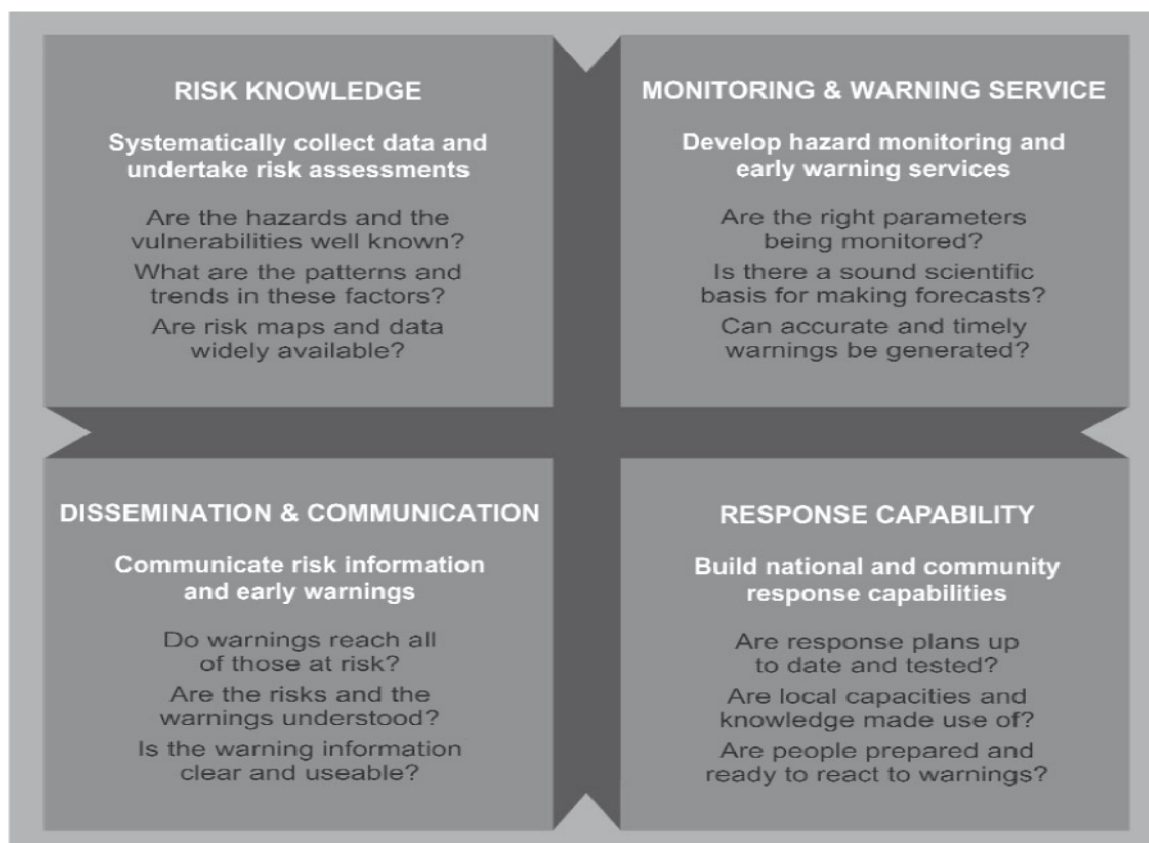 RISK KNOWLEDGE
Systematically collect data and
undertake risk assessments
Are the hazards and the
vulnerabilities well known?
What are the patterns and
trends in these factors?
Are risk maps and data
widely available?
MONITORING & WARNING SERVICE
Develop hazard monitoring and
early warning services
Are the right parameters
being monitored?
Is there a sound scientific
basis for making forecasts?
Can accurate and timely
warnings be generated?
DISSEMINATION & COMMUNICATION
Communicate risk information
and early warnings
Do warnings reach all
of those at risk?
Are the risks and the
warnings understood?
Is the warning information
clear and useable?
RESPONSE CAPABILITY
Build national and community
response capabilities
Are response plans up
to date and tested?
Are local capacities and
knowledge made use of?
Are people prepared and
ready to react to warnings?